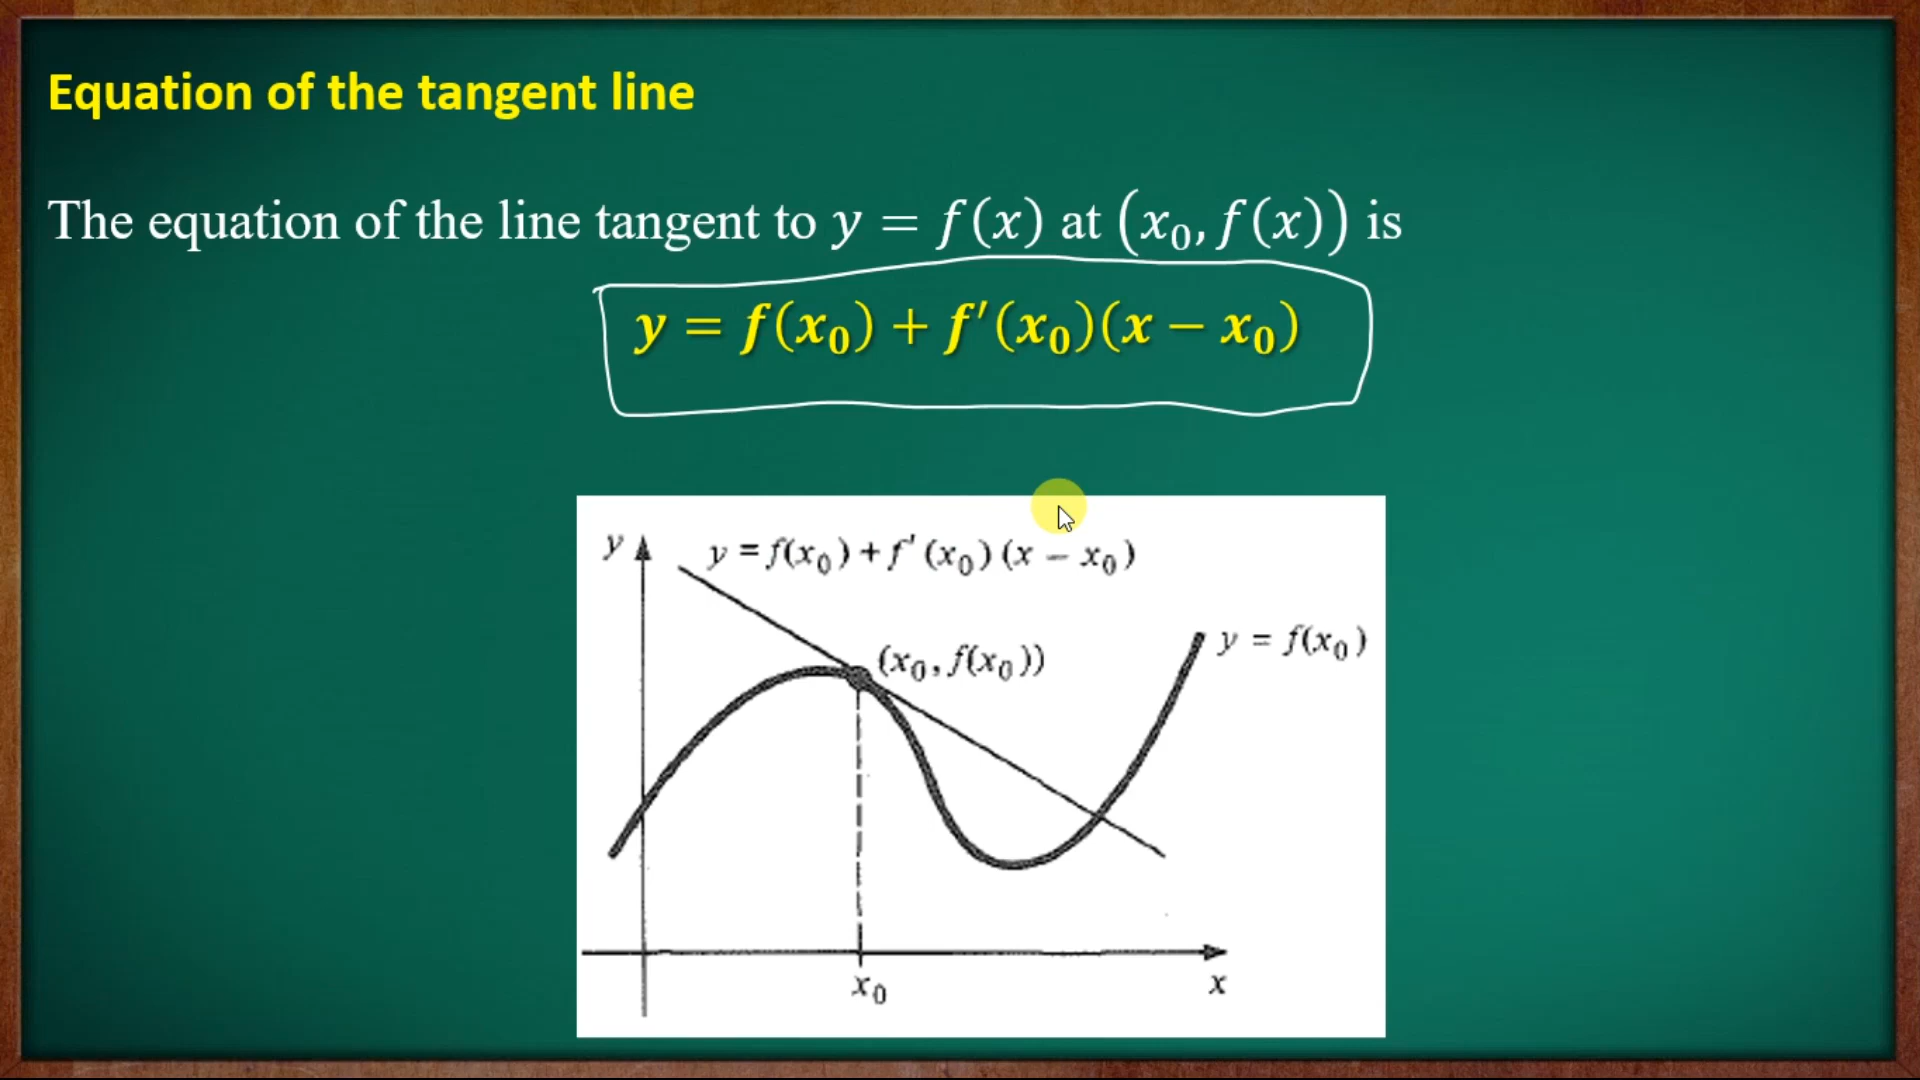 Equation of the tangent line
The equation of the line tangent to y = f(x) at (x₀, f(x)) is
y = f(x₀) + f′(x₀)(x − x₀)
y
y = f(x₀) + f′(x₀)(x − x₀)
y = f(x₀)
(x₀, f(x₀))
x₀
x